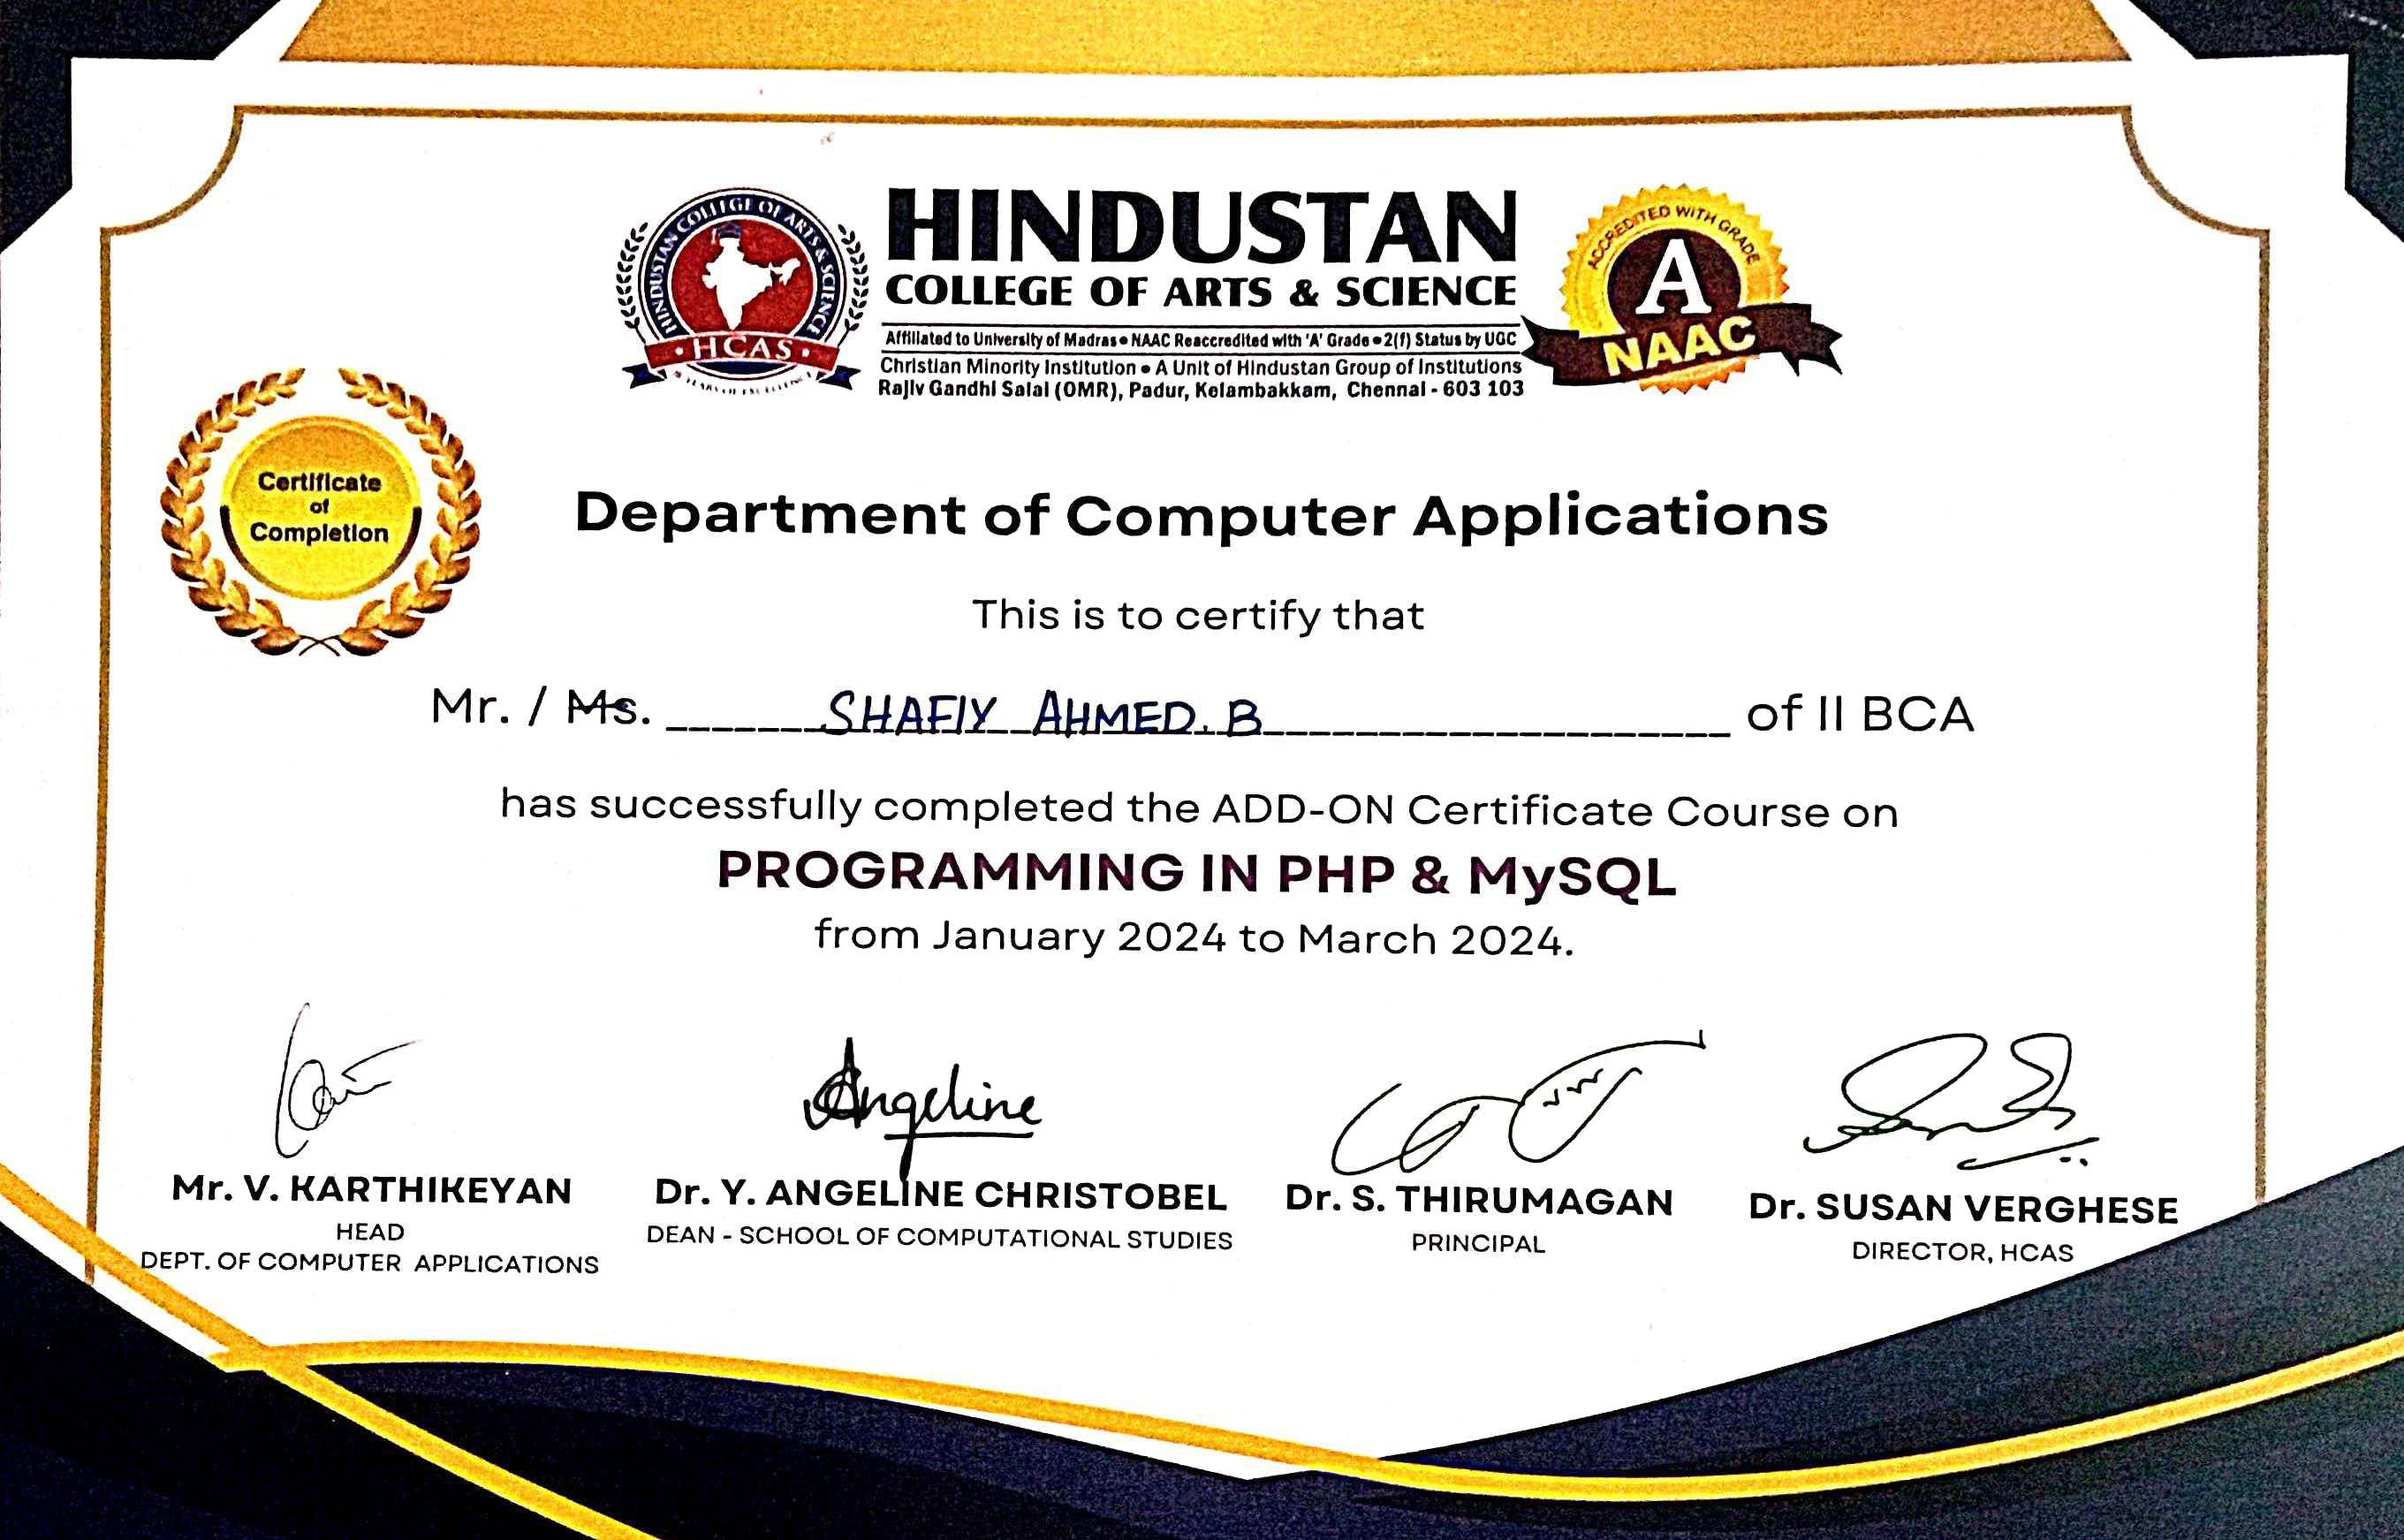 HINDUSTAN COLLEGE OF ARTS & SCIENCE
HCAS
HINDUSTAN
COLLEGE OF ARTS & SCIENCE
Affiliated to University of Madras • NAAC Reaccredited with 'A' Grade • 2(f) Status by UGC
Christian Minority Institution • A Unit of Hindustan Group of Institutions
Rajiv Gandhi Salai (OMR), Padur, Kelambakkam, Chennai - 603 103
ACCREDITED WITH GRADE
A
NAAC
Certificate
of
Completion
Department of Computer Applications
This is to certify that
Mr. / Ms. SHAFIY AHMED. B of II BCA
has successfully completed the ADD-ON Certificate Course on
PROGRAMMING IN PHP & MySQL
from January 2024 to March 2024.
Angeline
Mr. V. KARTHIKEYAN
HEAD
DEPT. OF COMPUTER APPLICATIONS
Dr. Y. ANGELINE CHRISTOBEL
DEAN - SCHOOL OF COMPUTATIONAL STUDIES
Dr. S. THIRUMAGAN
PRINCIPAL
Dr. SUSAN VERGHESE
DIRECTOR, HCAS